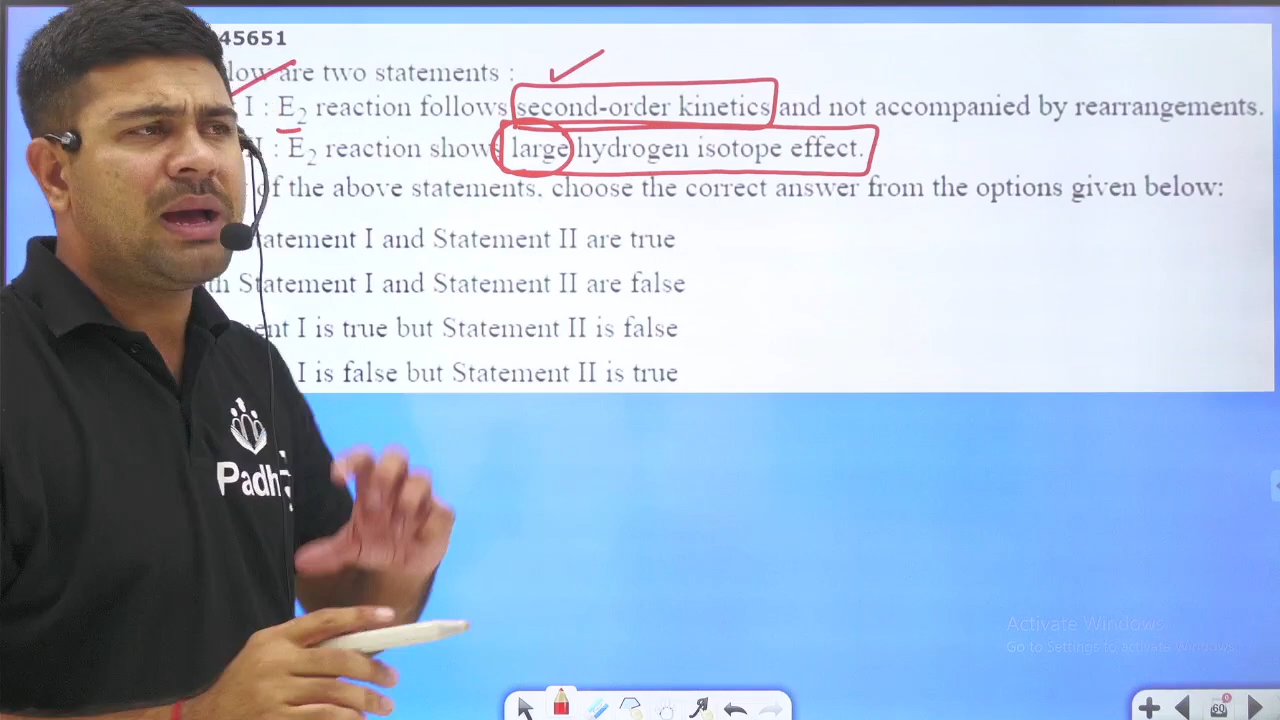 45651
low are two statements :
I : E2 reaction follows second-order kinetics and not accompanied by rearrangements.
: E2 reaction shows large hydrogen isotope effect.
of the above statements, choose the correct answer from the options given below:
atement I and Statement II are true
th Statement I and Statement II are false
ent I is true but Statement II is false
I is false but Statement II is true
Padh
Activate Windows
Go to Settings to activate Windows.
60